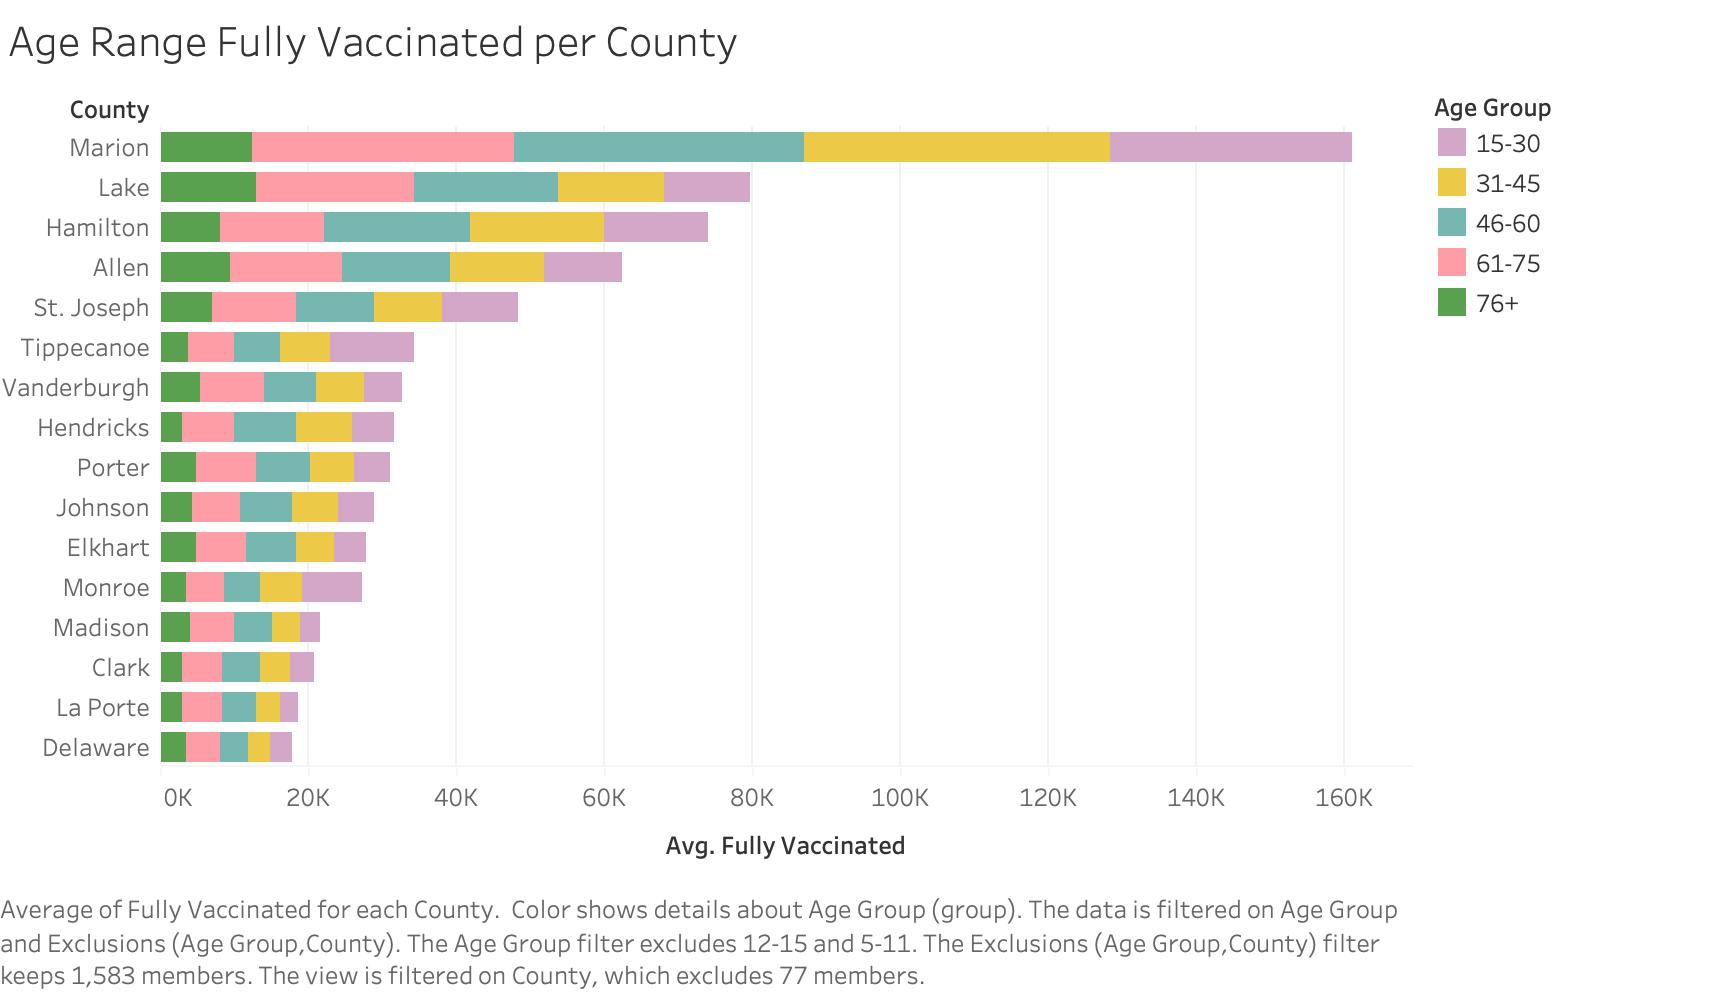 Age Range Fully Vaccinated per County
County
Marion
Lake
Hamilton
Allen
St. Joseph
Tippecanoe
Vanderburgh
Hendricks
Porter
Johnson
Elkhart
Monroe
Madison
Clark
La Porte
Delaware
0K 20K 40K 60K 80K 100K 120K 140K 160K
Avg. Fully Vaccinated
Age Group
15-30
31-45
46-60
61-75
76+
Average of Fully Vaccinated for each County.  Color shows details about Age Group (group). The data is filtered on Age Group
and Exclusions (Age Group,County). The Age Group filter excludes 12-15 and 5-11. The Exclusions (Age Group,County) filter
keeps 1,583 members. The view is filtered on County, which excludes 77 members.